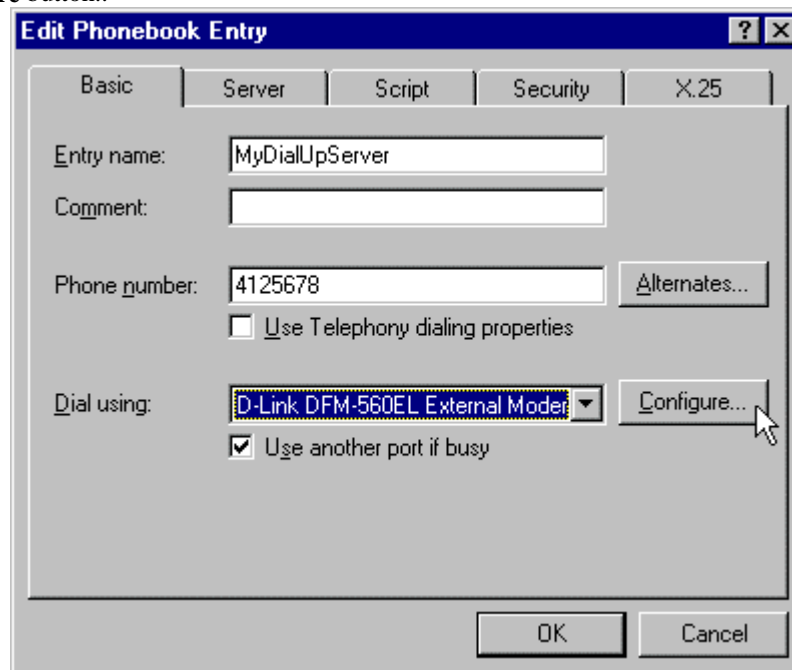 button..
Edit Phonebook Entry
Basic Server Script Security X.25
Entry name: MyDialUpServer
Comment:
Phone number: 4125678 Alternates...
Use Telephony dialing properties
Dial using: D-Link DFM-560EL External Moder Configure...
Use another port if busy
OK Cancel